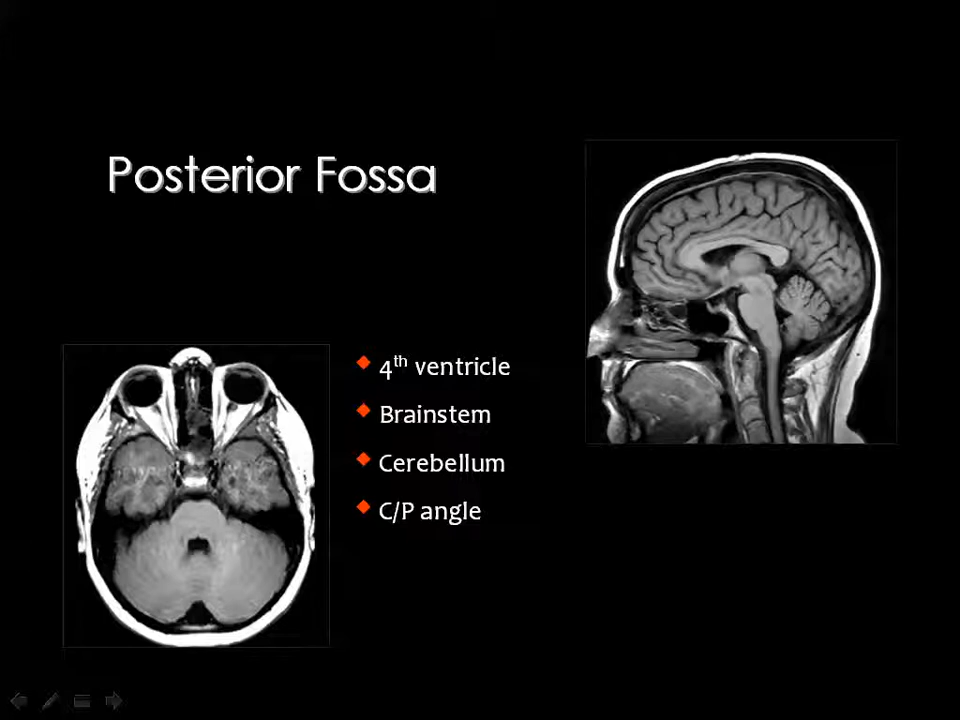 Posterior Fossa
4th ventricle
Brainstem
Cerebellum
C/P angle